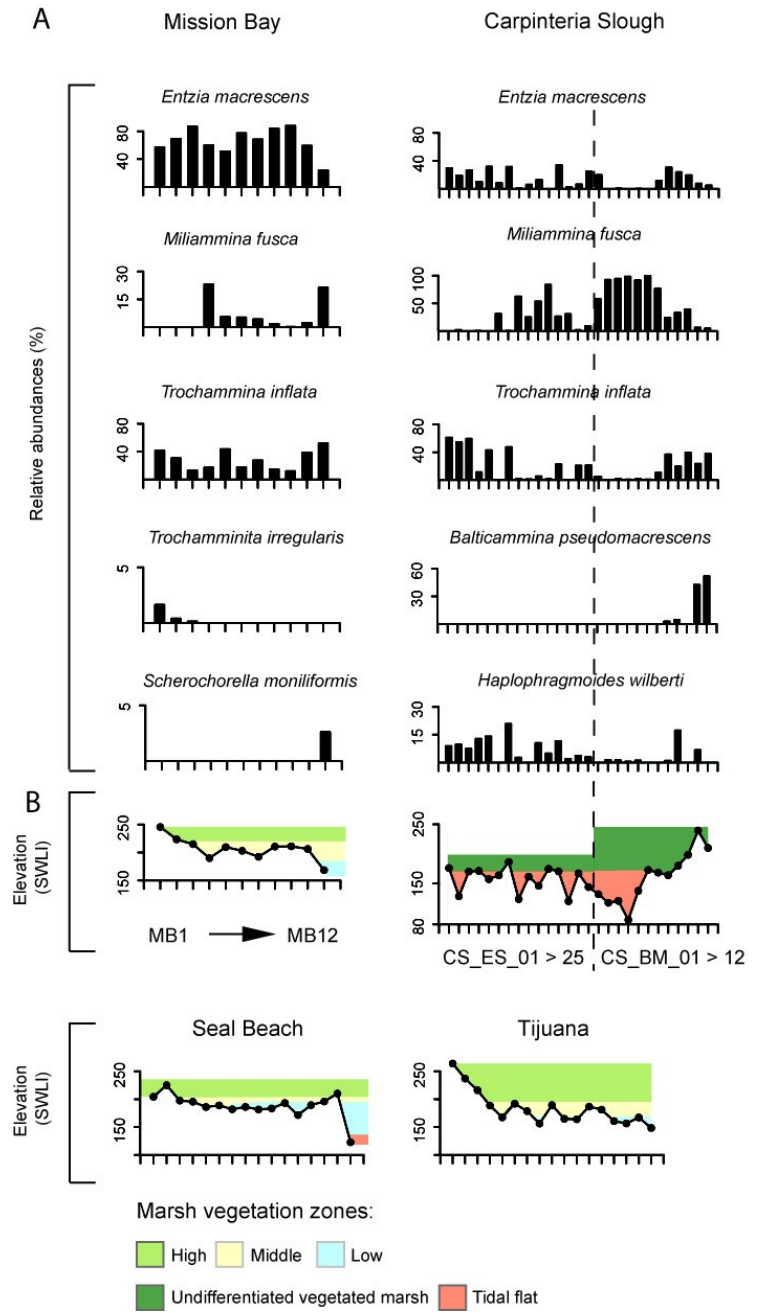 A
Mission Bay
Carpinteria Slough
Relative abundances (%)
Entzia macrescens
40 80
Entzia macrescens
40 80
Miliammina fusca
15 30
Miliammina fusca
50 100
Trochammina inflata
40 80
Trochammina inflata
40 80
Trochamminita irregularis
5
Balticammina pseudomacrescens
30 60
Scherochorella moniliformis
5
Haplophragmoides wilberti
15 30
B
Elevation
(SWLI)
150 250
80 150 250
MB1 MB12
CS_ES_01 > 25 CS_BM_01 > 12
Seal Beach
Tijuana
Elevation
(SWLI)
150 250
150 250
Marsh vegetation zones:
High Middle Low
Undifferentiated vegetated marsh Tidal flat